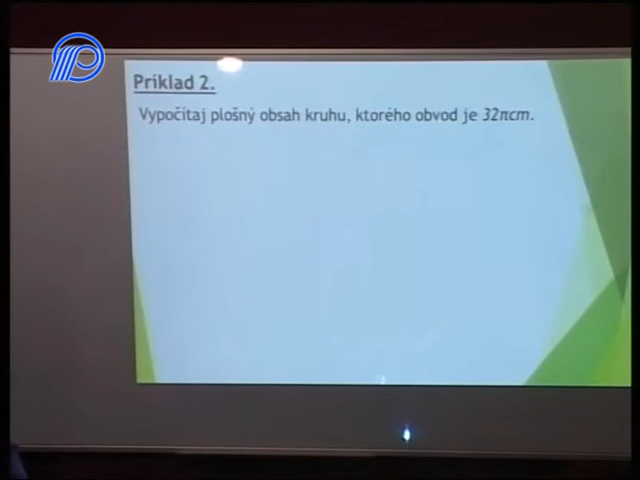 Príklad 2.
Vypočítaj plošný obsah kruhu, ktorého obvod je 32πcm.